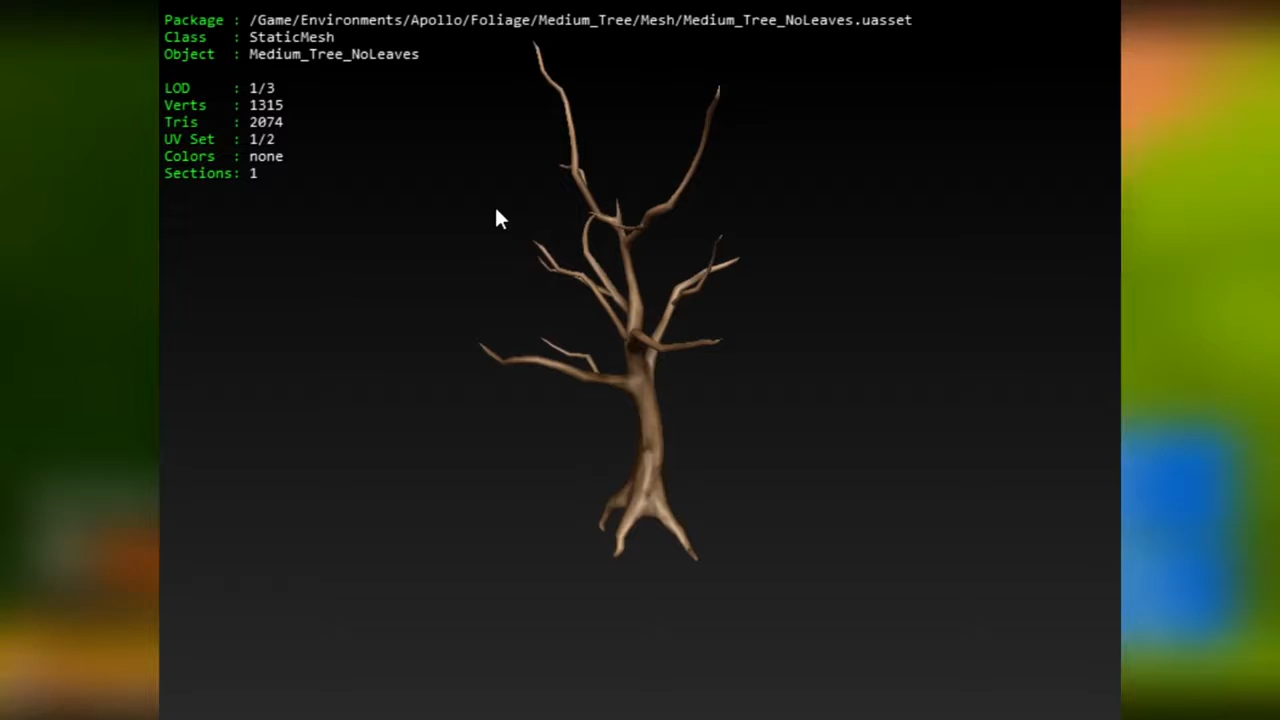 Package : /Game/Environments/Apollo/Foliage/Medium_Tree/Mesh/Medium_Tree_NoLeaves.uasset
Class : StaticMesh
Object : Medium_Tree_NoLeaves
LOD : 1/3
Verts : 1315
Tris : 2074
UV Set : 1/2
Colors : none
Sections: 1